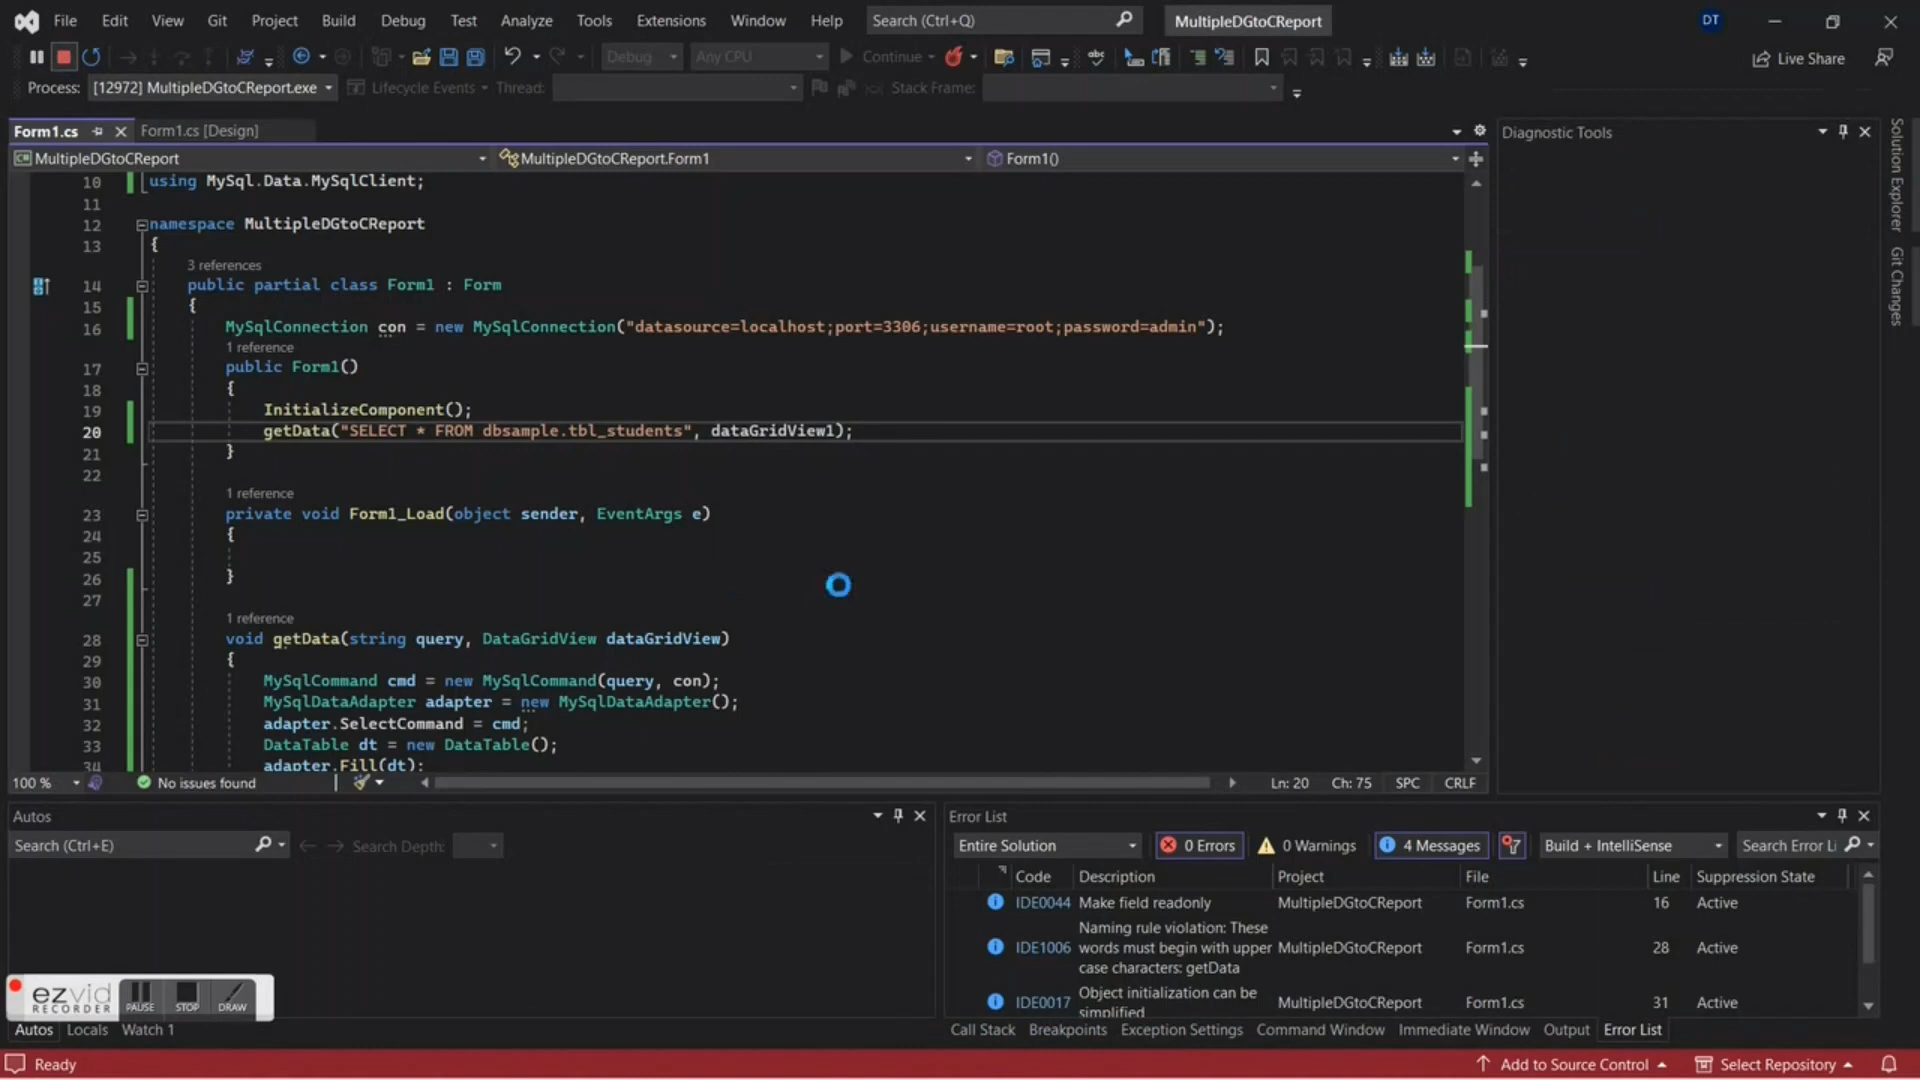 File Edit View Git Project Build Debug Test Analyze Tools Extensions Window Help Search (Ctrl+Q) MultipleDGtoCReport DT
Debug Any CPU Continue Live Share
Process: [12972] MultipleDGtoCReport.exe Lifecycle Events Thread: Stack Frame:
Form1.cs Form1.cs [Design] Diagnostic Tools
MultipleDGtoCReport MultipleDGtoCReport.Form1 Form1()
10 using MySql.Data.MySqlClient;
11
12 namespace MultipleDGtoCReport
13 {
3 references
14 public partial class Form1 : Form
15 {
16 MySqlConnection con = new MySqlConnection("datasource=localhost;port=3306;username=root;password=admin");
1 reference
17 public Form1()
18 {
19 InitializeComponent();
20 getData("SELECT * FROM dbsample.tbl_students", dataGridView1);
21 }
22
1 reference
23 private void Form1_Load(object sender, EventArgs e)
24 {
25
26 }
27
1 reference
28 void getData(string query, DataGridView dataGridView)
29 {
30 MySqlCommand cmd = new MySqlCommand(query, con);
31 MySqlDataAdapter adapter = new MySqlDataAdapter();
32 adapter.SelectCommand = cmd;
33 DataTable dt = new DataTable();
34 adapter.Fill(dt);
100 % No issues found Ln: 20 Ch: 75 SPC CRLF
Solution Explorer
Git Changes
Autos
Search (Ctrl+E) Search Depth:
ezvid
RECORDER
PAUSE STOP DRAW
Autos Locals Watch 1
Error List
Entire Solution 0 Errors 0 Warnings 4 Messages Build + IntelliSense Search Error Li
Code Description Project File Line Suppression State
IDE0044 Make field readonly MultipleDGtoCReport Form1.cs 16 Active
Naming rule violation: These
IDE1006 words must begin with upper MultipleDGtoCReport Form1.cs 28 Active
case characters: getData
IDE0017 Object initialization can be MultipleDGtoCReport Form1.cs 31 Active
simplified
Call Stack Breakpoints Exception Settings Command Window Immediate Window Output Error List
Ready Add to Source Control Select Repository